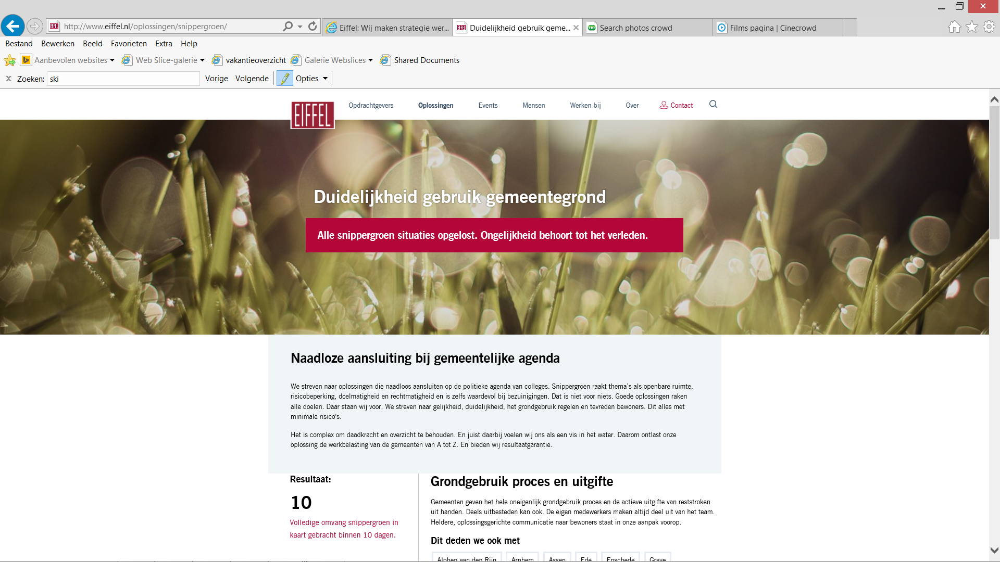 http://www.eiffel.nl/oplossingen/snippergroen/
Eiffel: Wij maken strategie wer...
Duidelijkheid gebruik geme...
Search photos crowd
Films pagina | Cinecrowd
Bestand Bewerken Beeld Favorieten Extra Help
Aanbevolen websites Web Slice-galerie vakantieoverzicht Galerie Webslices Shared Documents
x Zoeken: ski Vorige Volgende Opties
EIFFEL
Opdrachtgevers Oplossingen Events Mensen Werken bij Over Contact
Duidelijkheid gebruik gemeentegrond
Alle snippergroen situaties opgelost. Ongelijkheid behoort tot het verleden.
Naadloze aansluiting bij gemeentelijke agenda
We streven naar oplossingen die naadloos aansluiten op de politieke agenda van colleges. Snippergroen raakt thema's als openbare ruimte,
risicobeperking, doelmatigheid en rechtmatigheid en is zelfs waardevol bij bezuinigingen. Dat is niet voor niets. Goede oplossingen raken
alle doelen. Daar staan wij voor. We streven naar gelijkheid, duidelijkheid, het grondgebruik regelen en tevreden bewoners. Dit alles met
minimale risico's.
Het is complex om daadkracht en overzicht te behouden. En juist daarbij voelen wij ons als een vis in het water. Daarom ontlast onze
oplossing de werkbelasting van de gemeenten van A tot Z. En bieden wij resultaatgarantie.
Resultaat:
10
Volledige omvang snippergroen in
kaart gebracht binnen 10 dagen.
Grondgebruik proces en uitgifte
Gemeenten geven het hele oneigenlijk grondgebruik proces en de actieve uitgifte van reststroken
uit handen. Deels uitbesteden kan ook. De eigen medewerkers maken altijd deel uit van het team.
Heldere, oplossingsgerichte communicatie naar bewoners staat in onze aanpak voorop.
Dit deden we ook met
Alphen aan den Rijn Arnhem Assen Ede Enschede Grave